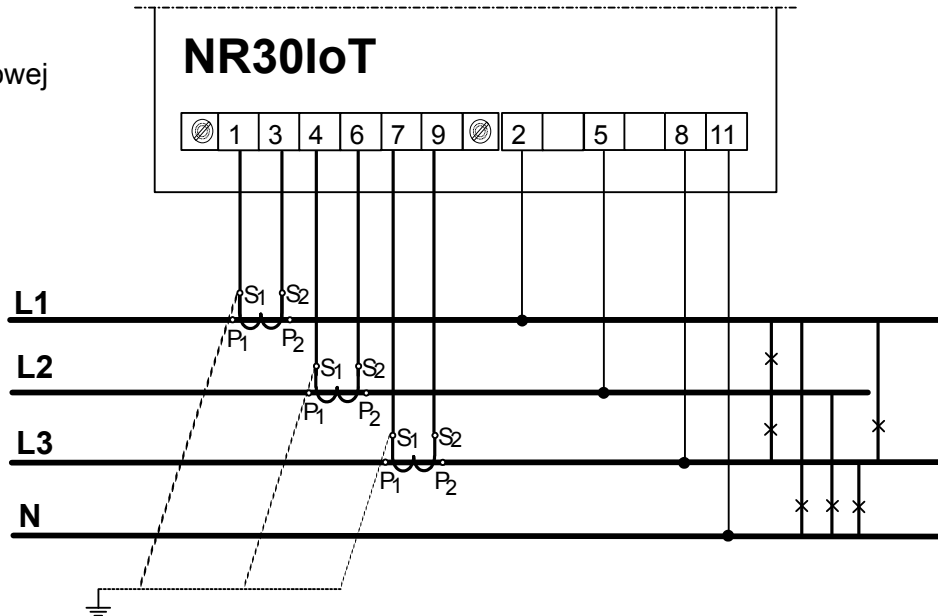 owej
NR30IoT
1 3 4 6 7 9 2 5 8 11
L1 S1 S2
P1 P2
L2 S1 S2
P1 P2
L3 S1 S2
P1 P2
N